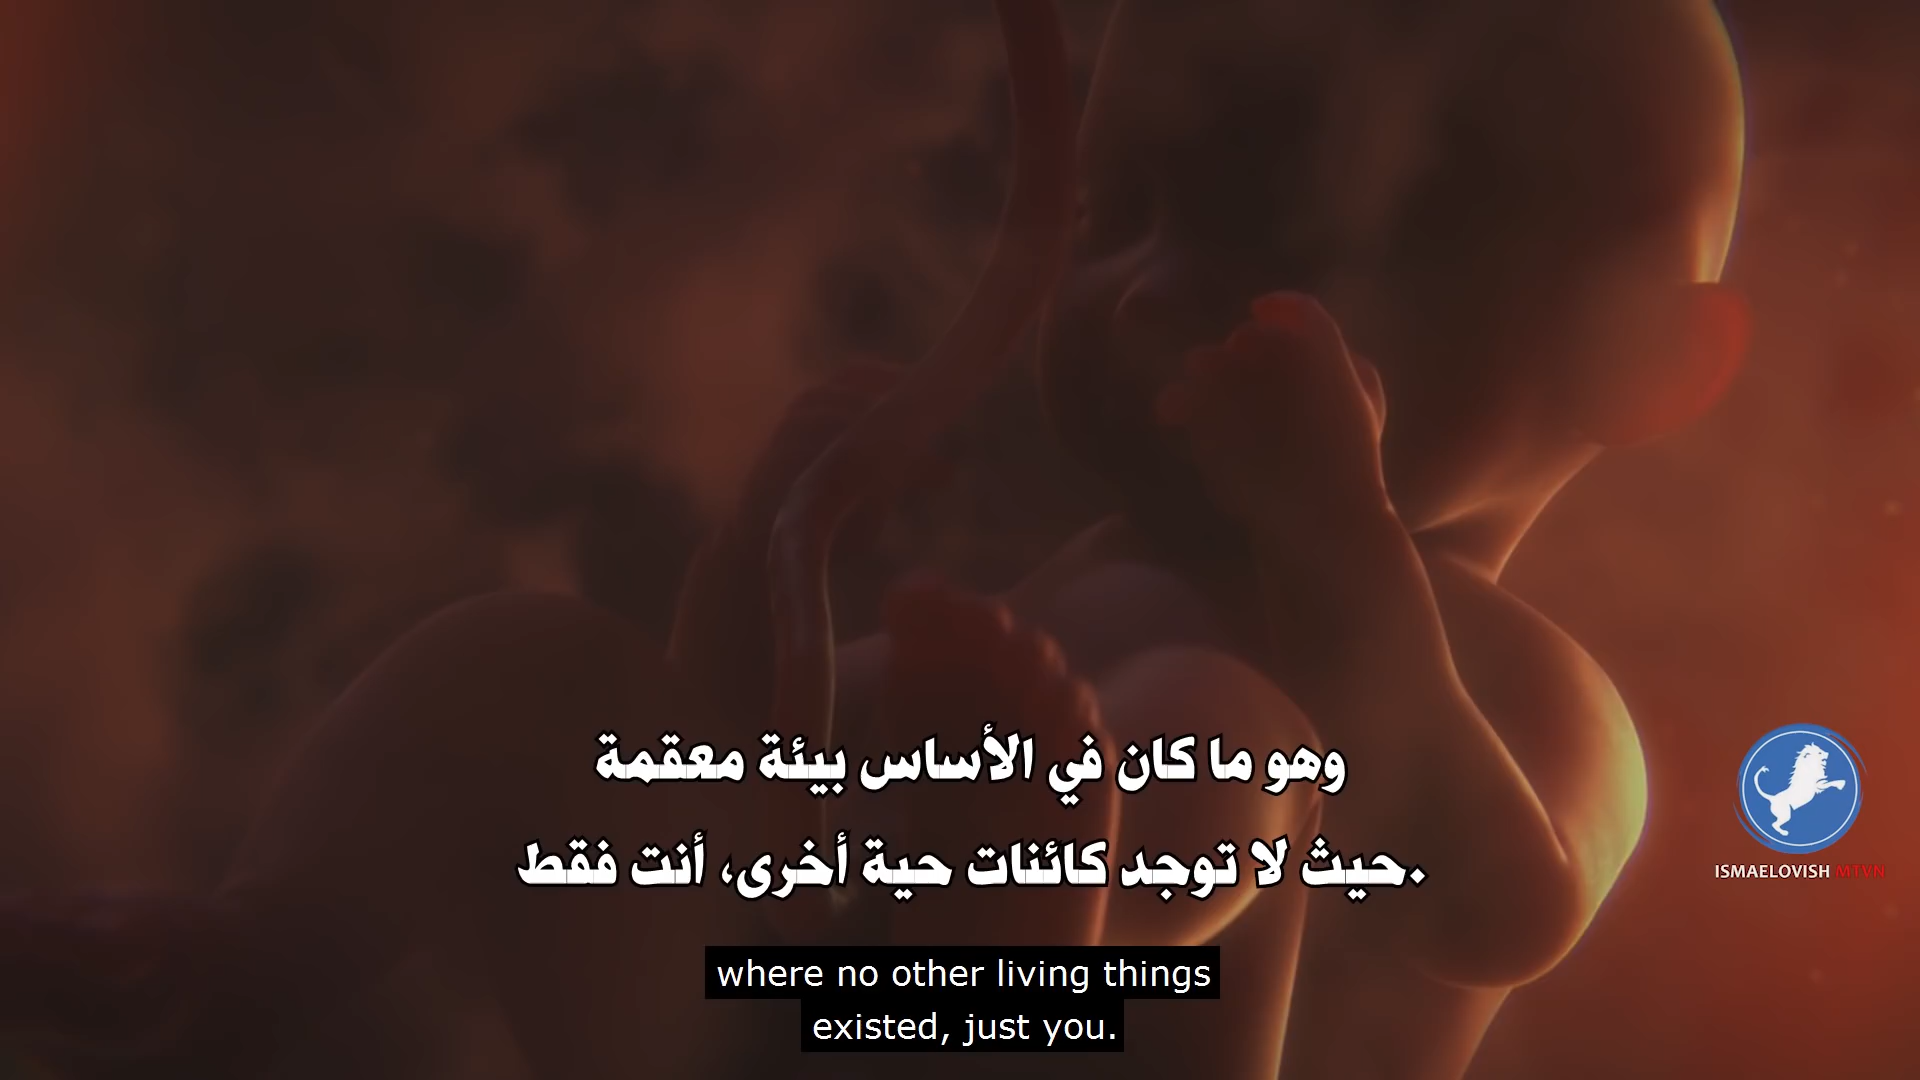 وهو ما كان في الأساس بيئة معقمة
حيث لا توجد كائنات حية أخرى، أنت فقط.
ISMAELOVISH MTVN
where no other living things
existed, just you.